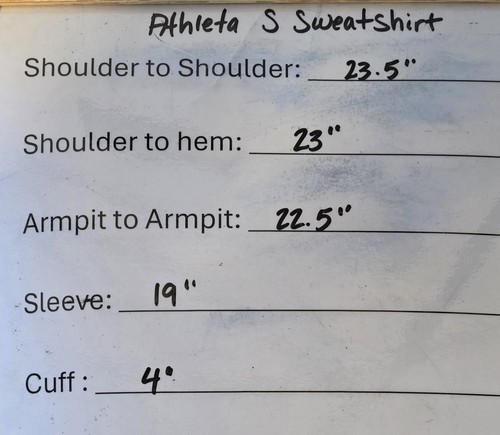 Athleta S Sweatshirt
Shoulder to Shoulder: 23.5"
Shoulder to hem: 23"
Armpit to Armpit: 22.5"
Sleeve: 19"
Cuff : 4"